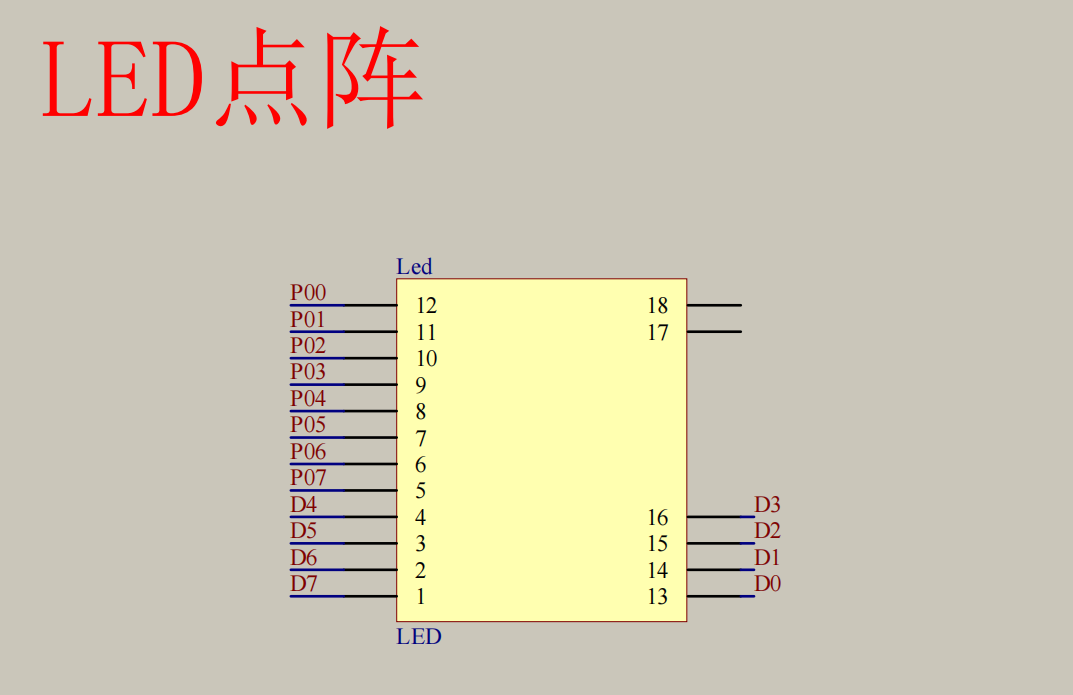 LED点阵
Led
P00 12 18
P01 11 17
P02 10
P03 9
P04 8
P05 7
P06 6
P07 5
D4 4 16 D3
D5 3 15 D2
D6 2 14 D1
D7 1 13 D0
LED